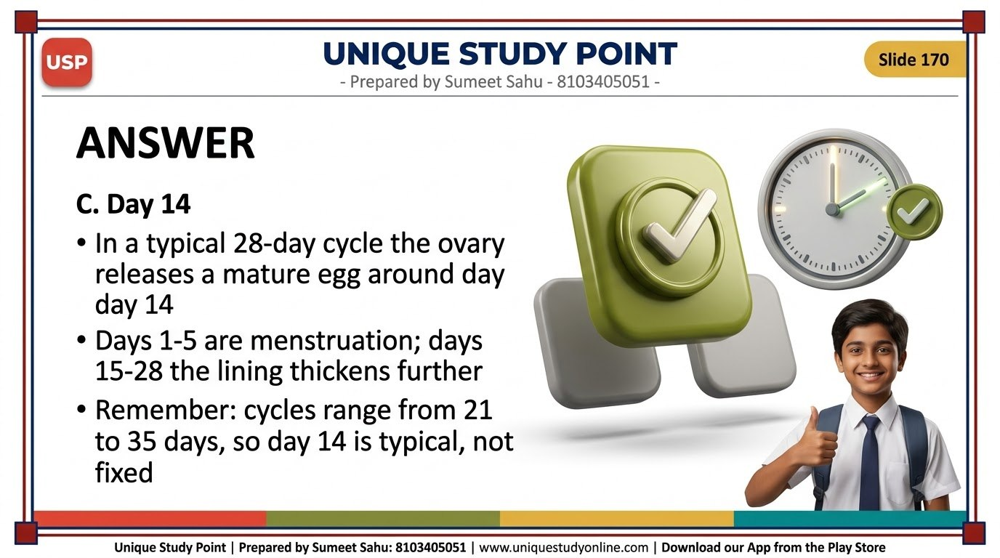 USP
UNIQUE STUDY POINT
- Prepared by Sumeet Sahu - 8103405051 -
Slide 170
ANSWER
C. Day 14
• In a typical 28-day cycle the ovary
releases a mature egg around day
day 14
• Days 1-5 are menstruation; days
15-28 the lining thickens further
• Remember: cycles range from 21
to 35 days, so day 14 is typical, not
fixed
Unique Study Point | Prepared by Sumeet Sahu: 8103405051 | www.uniquestudyonline.com | Download our App from the Play Store